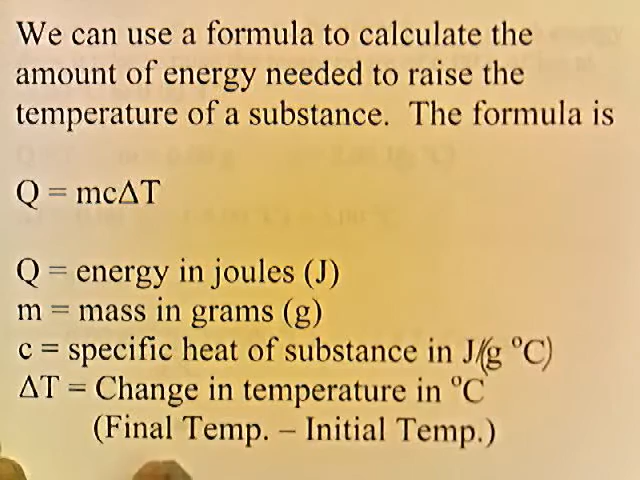 We can use a formula to calculate the
amount of energy needed to raise the
temperature of a substance. The formula is
Q = mcΔT
Q = energy in joules (J)
m = mass in grams (g)
c = specific heat of substance in J/(g °C)
ΔT = Change in temperature in °C
(Final Temp. – Initial Temp.)